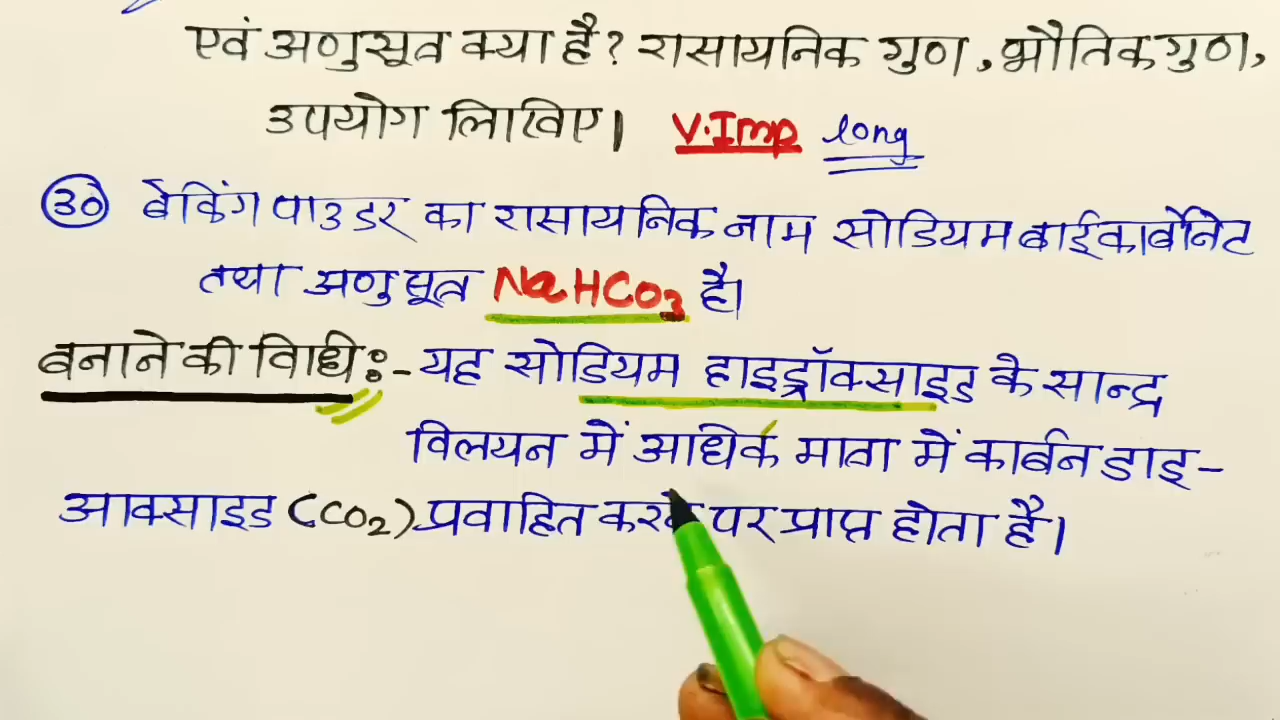 एवं अणुसूत्र क्या है? रासायनिक गुण, भौतिक गुण,
उपयोग लिखिए। V.Imp long
30 बेकिंग पाउडर का रासायनिक नाम सोडियम बाईकार्बोनेट
तथा अणुसूत्र NaHCO3 है।
बनाने की विधि:- यह सोडियम हाइड्रॉक्साइड के सान्द्र
विलयन में अधिक मात्रा में कार्बन डाइ-
आक्साइड (CO2) प्रवाहित करने पर प्राप्त होता है।